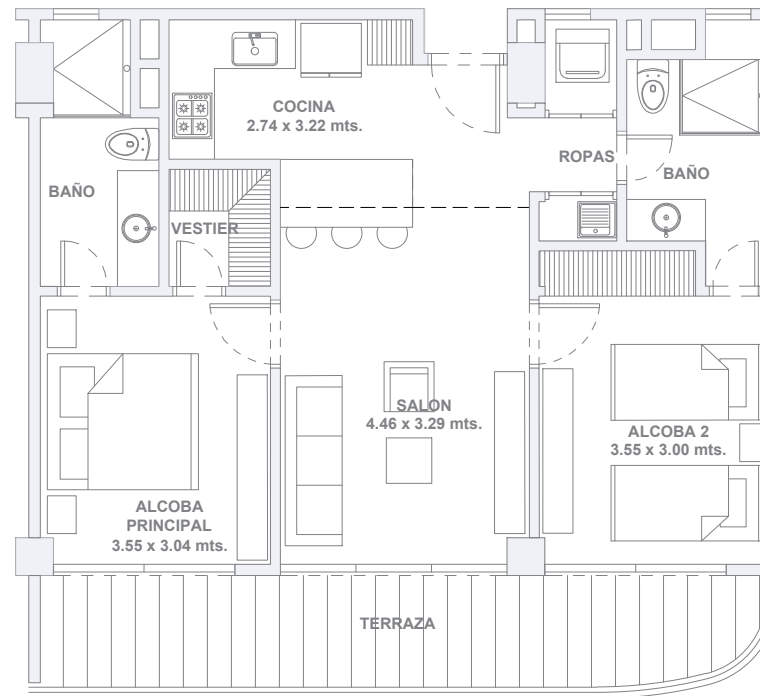 COCINA
2.74 x 3.22 mts.
ROPAS
BAÑO
BAÑO
VESTIER
SALON
4.46 x 3.29 mts.
ALCOBA 2
3.55 x 3.00 mts.
ALCOBA
PRINCIPAL
3.55 x 3.04 mts.
TERRAZA